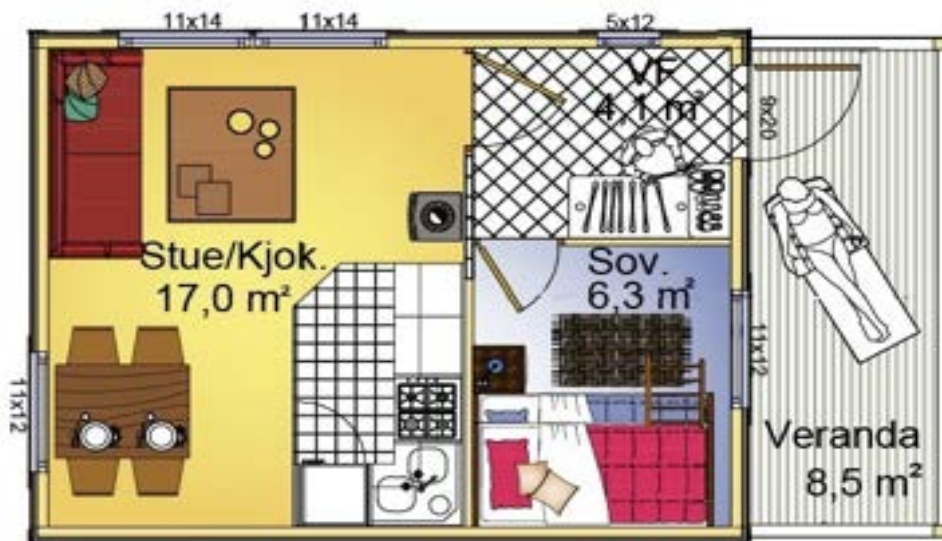 11x14
11x14
5x12
VF
4,1 m²
9x20
Stue/Kjok.
17,0 m²
Sov.
6,3 m²
11x12
11x12
Veranda
8,5 m²